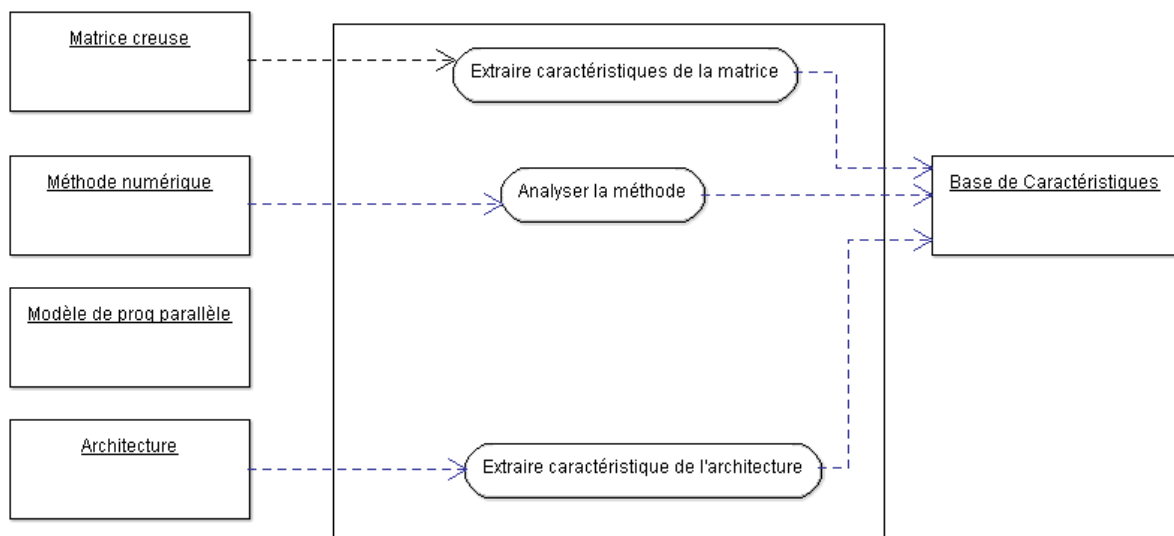 Matrice creuse
Extraire caractéristiques de la matrice
Méthode numérique
Analyser la méthode
Base de Caractéristiques
Modèle de prog parallèle
Architecture
Extraire caractéristique de l'architecture